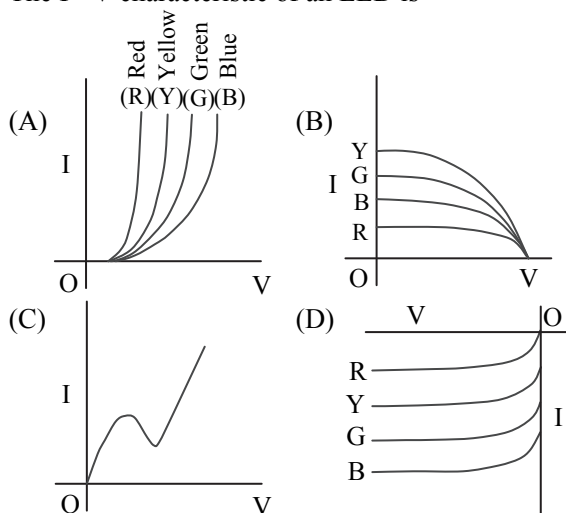 The I – V characteristic of an LED is
Red
Yellow
Green
Blue
(R)(Y)(G)(B)
(A)
I
O
V
(B)
Y
G
I
B
R
O
V
(C)
I
O
V
(D)
V
O
R
Y
G
I
B